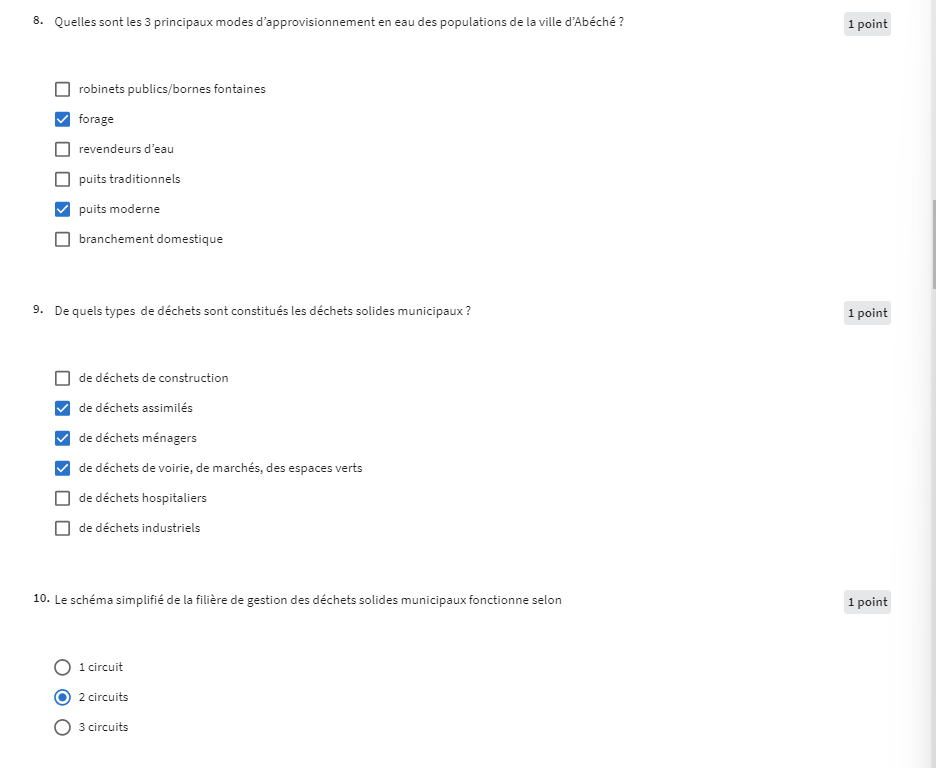 8. Quelles sont les 3 principaux modes d'approvisionnement en eau des populations de la ville d'Abéché ?
1 point
robinets publics/bornes fontaines
forage
revendeurs d'eau
puits traditionnels
puits moderne
branchement domestique
9. De quels types de déchets sont constitués les déchets solides municipaux ?
1 point
de déchets de construction
de déchets assimilés
de déchets ménagers
de déchets de voirie, de marchés, des espaces verts
de déchets hospitaliers
de déchets industriels
10. Le schéma simplifié de la filière de gestion des déchets solides municipaux fonctionne selon
1 point
1 circuit
2 circuits
3 circuits